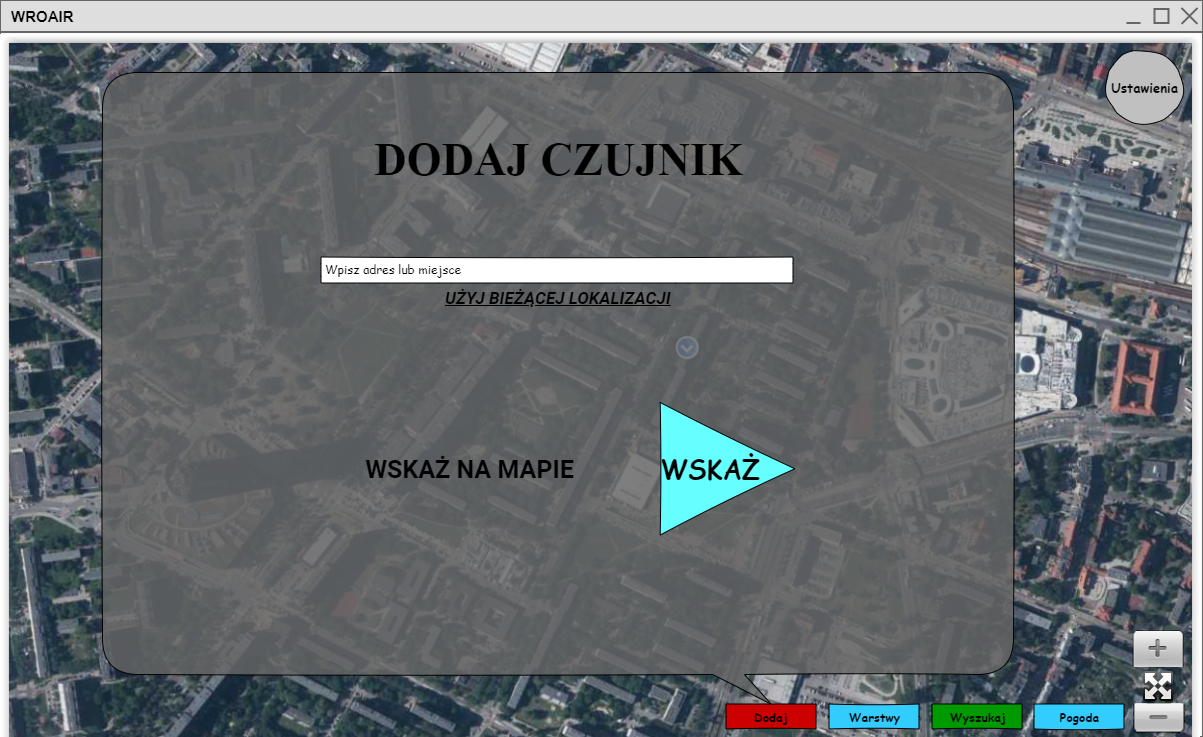 WROAIR
Ustawienia
DODAJ CZUJNIK
Wpisz adres lub miejsce
UŻYJ BIEŻĄCEJ LOKALIZACJI
WSKAŻ NA MAPIE
WSKAŻ
Dodaj
Warstwy
Wyszukaj
Pogoda